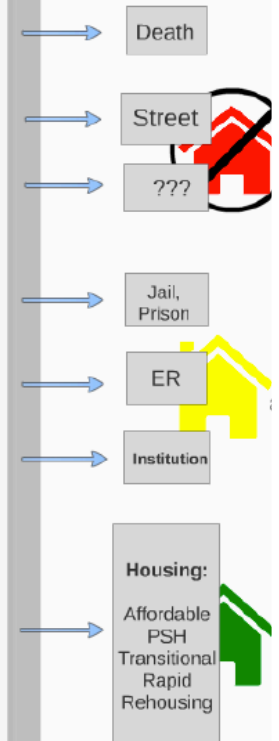 Death
Street
???
Jail,
Prison
ER
Institution
Housing:
Affordable
PSH
Transitional
Rapid
Rehousing